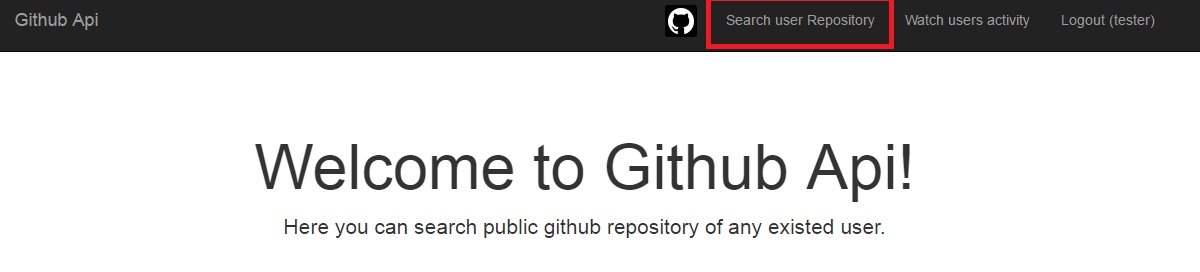 Github Api Search user Repository Watch users activity Logout (tester)
Welcome to Github Api!
Here you can search public github repository of any existed user.